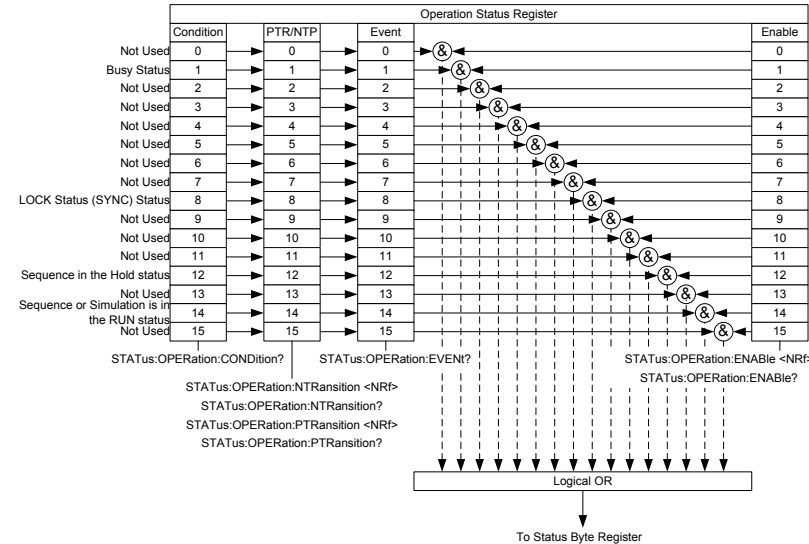 Operation Status Register
Condition PTR/NTP Event Enable
Not Used 0 0 0 & 0
Busy Status 1 1 1 & 1
Not Used 2 2 2 & 2
Not Used 3 3 3 & 3
Not Used 4 4 4 & 4
Not Used 5 5 5 & 5
Not Used 6 6 6 & 6
Not Used 7 7 7 & 7
LOCK Status (SYNC) Status 8 8 8 & 8
Not Used 9 9 9 & 9
Not Used 10 10 10 & 10
Not Used 11 11 11 & 11
Sequence in the Hold status 12 12 12 & 12
Not Used 13 13 13 & 13
Sequence or Simulation is in
the RUN status 14 14 14 & 14
Not Used 15 15 15 & 15
STATus:OPERation:CONDition? STATus:OPERation:EVENt? STATus:OPERation:ENABle <NRf>
STATus:OPERation:ENABle?
STATus:OPERation:NTRansition <NRf>
STATus:OPERation:NTRansition?
STATus:OPERation:PTRansition <NRf>
STATus:OPERation:PTRansition?
Logical OR
To Status Byte Register